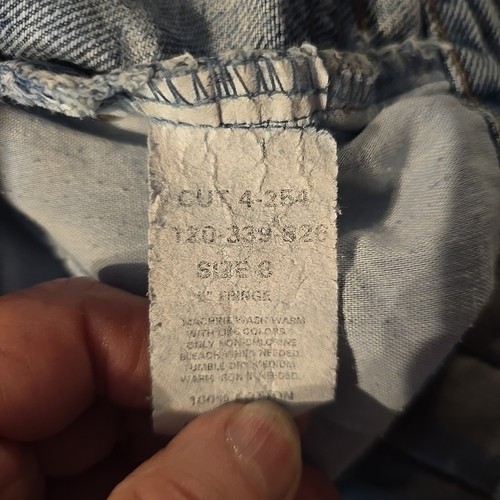 CUT 4-254
120-339-826
SIZE 8
FRINGE
MACHINE WASH WARM
WITH LIKE COLORS
ONLY NON-CHLORINE
BLEACH WHEN NEEDED.
TUMBLE DRY MEDIUM
WARM IRON IF NEEDED.
100% COTTON